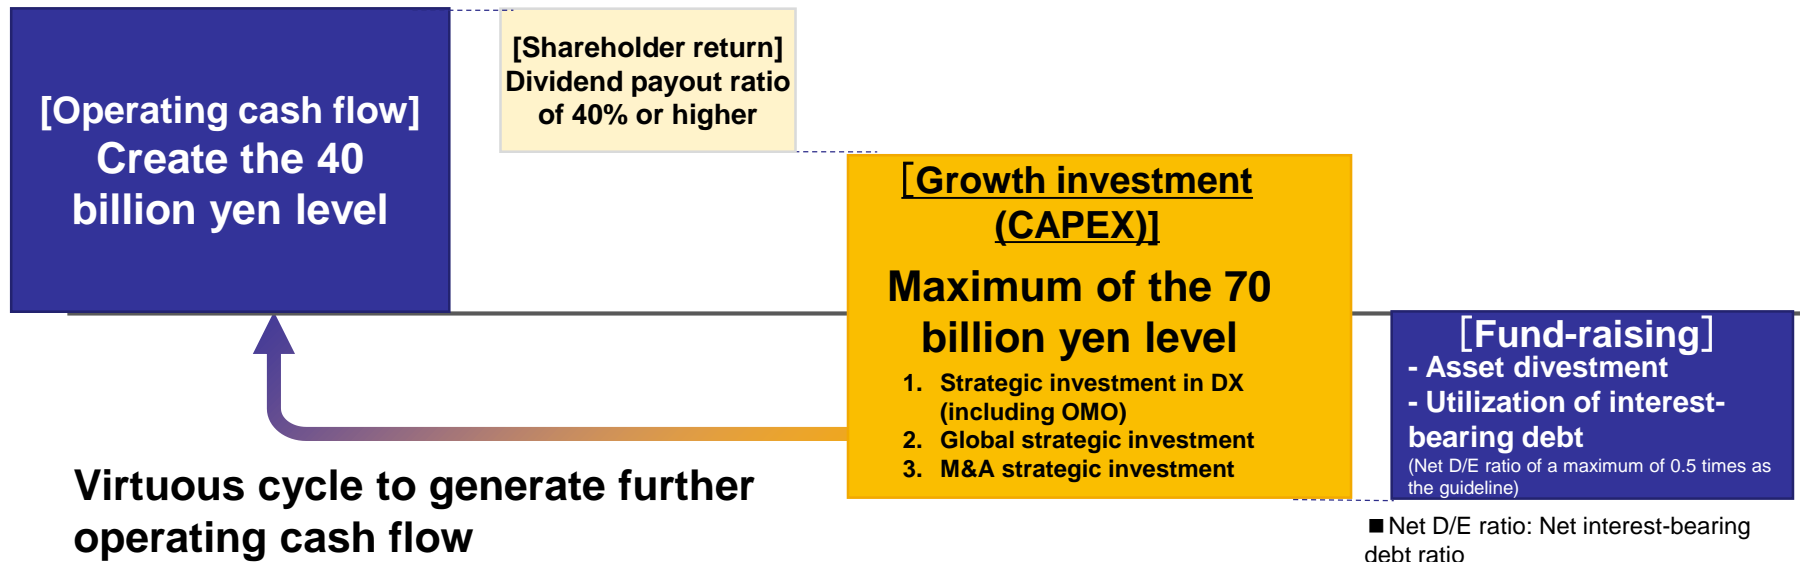 [Operating cash flow]
Create the 40
billion yen level
[Shareholder return]
Dividend payout ratio
of 40% or higher
[Growth investment
(CAPEX)]
Maximum of the 70
billion yen level
1. Strategic investment in DX
(including OMO)
2. Global strategic investment
3. M&A strategic investment
[Fund-raising]
- Asset divestment
- Utilization of interest-
bearing debt
(Net D/E ratio of a maximum of 0.5 times as
the guideline)
Virtuous cycle to generate further
operating cash flow
■Net D/E ratio: Net interest-bearing
debt ratio